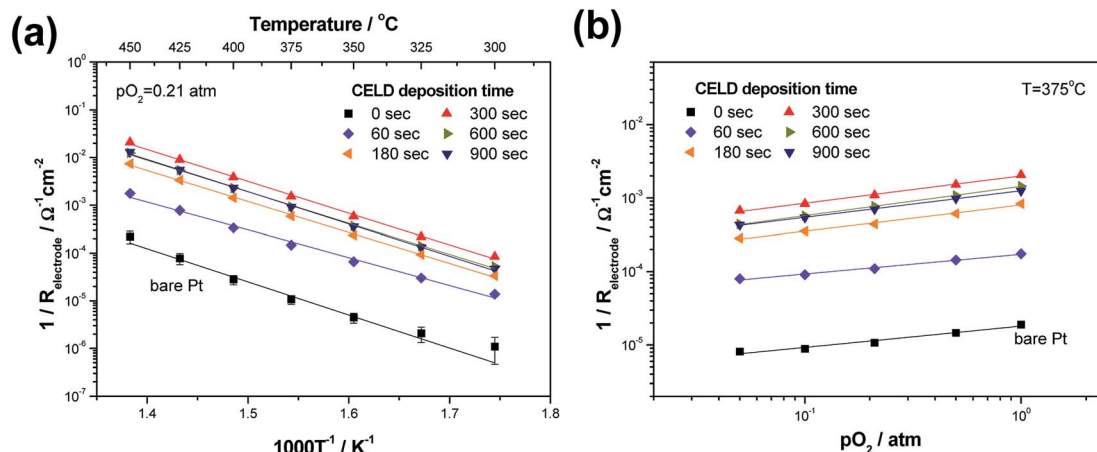 (a)
Temperature / °C
450 425 400 375 350 325 300
10⁰
10⁻¹
10⁻²
10⁻³
10⁻⁴
10⁻⁵
10⁻⁶
10⁻⁷
1 / R_electrode / Ω⁻¹cm⁻²
pO₂=0.21 atm
CELD deposition time
0 sec 300 sec
60 sec 600 sec
180 sec 900 sec
bare Pt
1.4 1.5 1.6 1.7 1.8
1000T⁻¹ / K⁻¹
(b)
10⁻¹
10⁻²
10⁻³
10⁻⁴
10⁻⁵
1 / R_electrode / Ω⁻¹cm⁻²
CELD deposition time
T=375°C
0 sec 300 sec
60 sec 600 sec
180 sec 900 sec
bare Pt
10⁻¹ 10⁰
pO₂ / atm